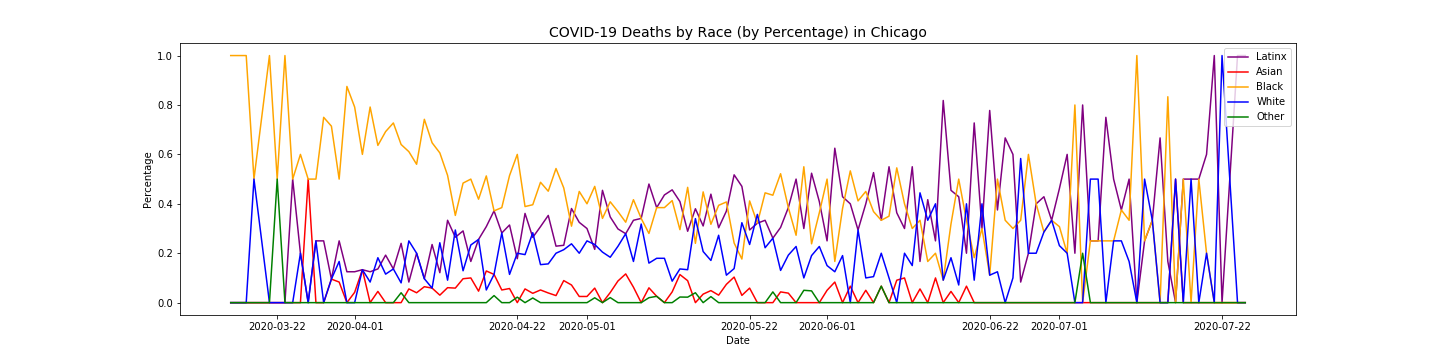 COVID-19 Deaths by Race (by Percentage) in Chicago
1.0
0.8
0.6
0.4
0.2
0.0
Percentage
Latinx
Asian
Black
White
Other
2020-03-22 2020-04-01 2020-04-22 2020-05-01 2020-05-22 2020-06-01 2020-06-22 2020-07-01 2020-07-22
Date